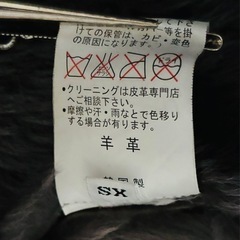 けての保管は、カビ・変色
の原因になります。
•クリーニングは皮革専門店
へご相談下さい。
•摩擦や汗・雨などで色移り
する場合が有ります。
羊革
韓国製
SX